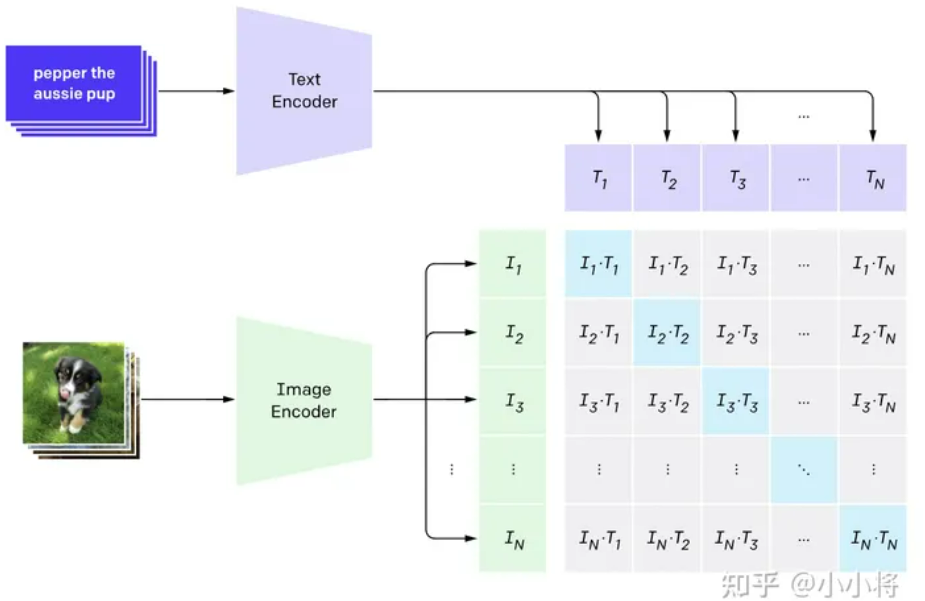 pepper the
aussie pup
Text
Encoder
...
T1 T2 T3 ... TN
I1 I1·T1 I1·T2 I1·T3 ... I1·TN
I2 I2·T1 I2·T2 I2·T3 ... I2·TN
Image
Encoder
I3 I3·T1 I3·T2 I3·T3 ... I3·TN
⋮ ⋮ ⋮ ⋮ ⋮ ⋱ ⋮
IN IN·T1 IN·T2 IN·T3 ... IN·TN
知乎 @小小将